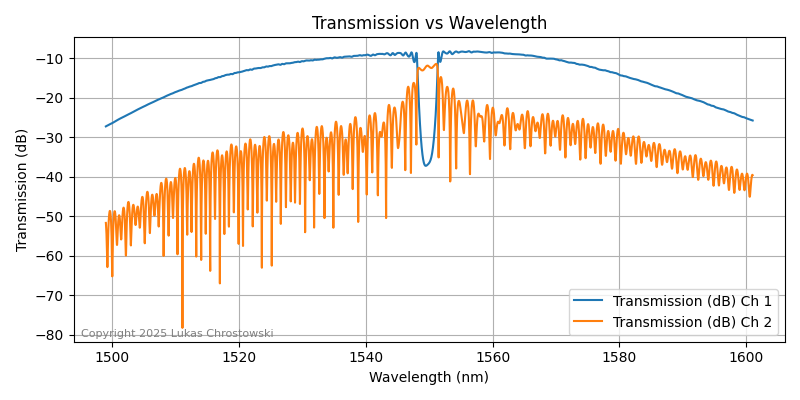 Transmission vs Wavelength
Transmission (dB)
−10
−20
−30
−40
−50
−60
−70
−80
Transmission (dB) Ch 1
Transmission (dB) Ch 2
Copyright 2025 Lukas Chrostowski
1500
1520
1540
1560
1580
1600
Wavelength (nm)